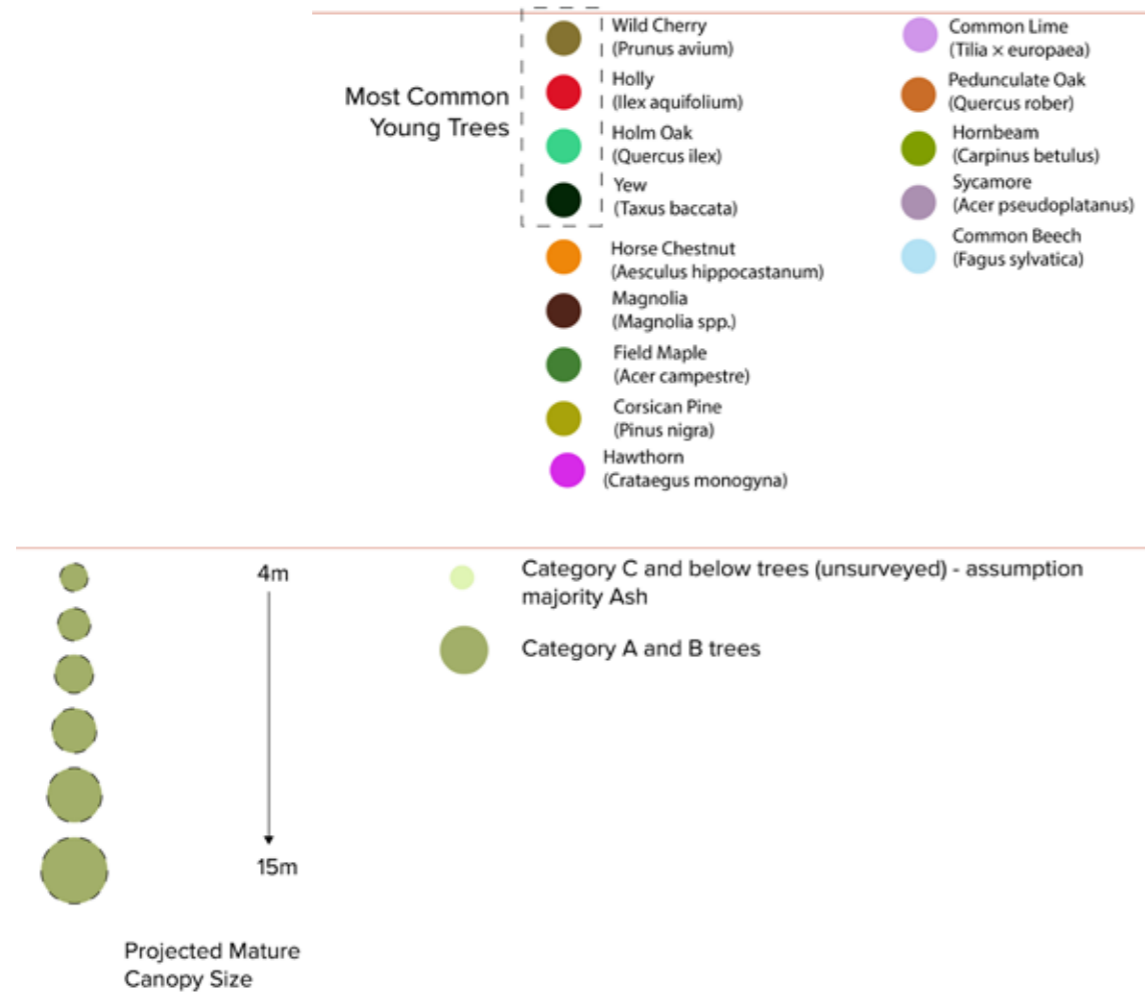 Most Common
Young Trees
Wild Cherry
(Prunus avium)
Holly
(Ilex aquifolium)
Holm Oak
(Quercus ilex)
Yew
(Taxus baccata)
Horse Chestnut
(Aesculus hippocastanum)
Magnolia
(Magnolia spp.)
Field Maple
(Acer campestre)
Corsican Pine
(Pinus nigra)
Hawthorn
(Crataegus monogyna)
Common Lime
(Tilia × europaea)
Pedunculate Oak
(Quercus rober)
Hornbeam
(Carpinus betulus)
Sycamore
(Acer pseudoplatanus)
Common Beech
(Fagus sylvatica)
4m
15m
Projected Mature
Canopy Size
Category C and below trees (unsurveyed) - assumption
majority Ash
Category A and B trees